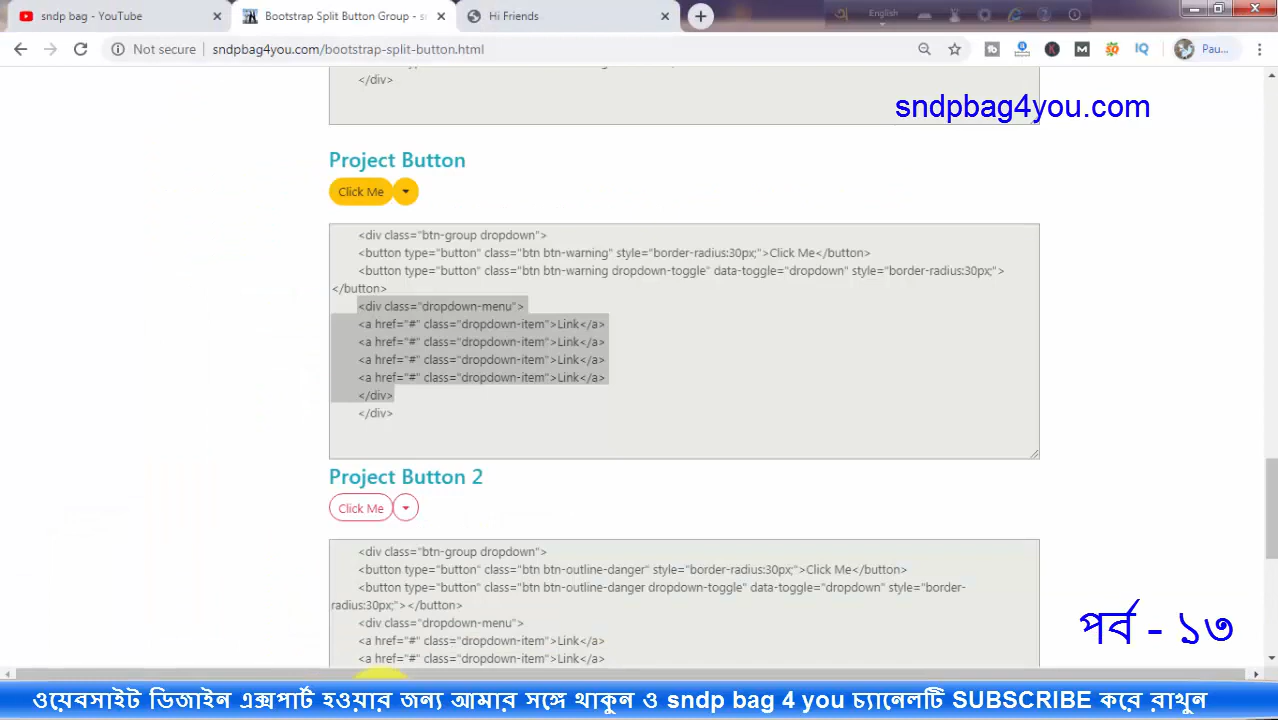 sndp bag - YouTube
Bootstrap Split Button Group - sn
Hi Friends
English
Not secure
sndpbag4you.com/bootstrap-split-button.html
Pau...
</div>
sndpbag4you.com
Project Button
Click Me
<div class="btn-group dropdown">
<button type="button" class="btn btn-warning" style="border-radius:30px;">Click Me</button>
<button type="button" class="btn btn-warning dropdown-toggle" data-toggle="dropdown" style="border-radius:30px;">
</button>
<div class="dropdown-menu">
<a href="#" class="dropdown-item">Link</a>
<a href="#" class="dropdown-item">Link</a>
<a href="#" class="dropdown-item">Link</a>
<a href="#" class="dropdown-item">Link</a>
</div>
</div>
Project Button 2
Click Me
<div class="btn-group dropdown">
<button type="button" class="btn btn-outline-danger" style="border-radius:30px;">Click Me</button>
<button type="button" class="btn btn-outline-danger dropdown-toggle" data-toggle="dropdown" style="border-
radius:30px;"></button>
<div class="dropdown-menu">
<a href="#" class="dropdown-item">Link</a>
<a href="#" class="dropdown-item">Link</a>
পর্ব - ১৩
ওয়েবসাইট ডিজাইন এক্সপার্ট হওয়ার জন্য আমার সঙ্গে থাকুন ও sndp bag 4 you চ্যানেলটি SUBSCRIBE করে রাখুন